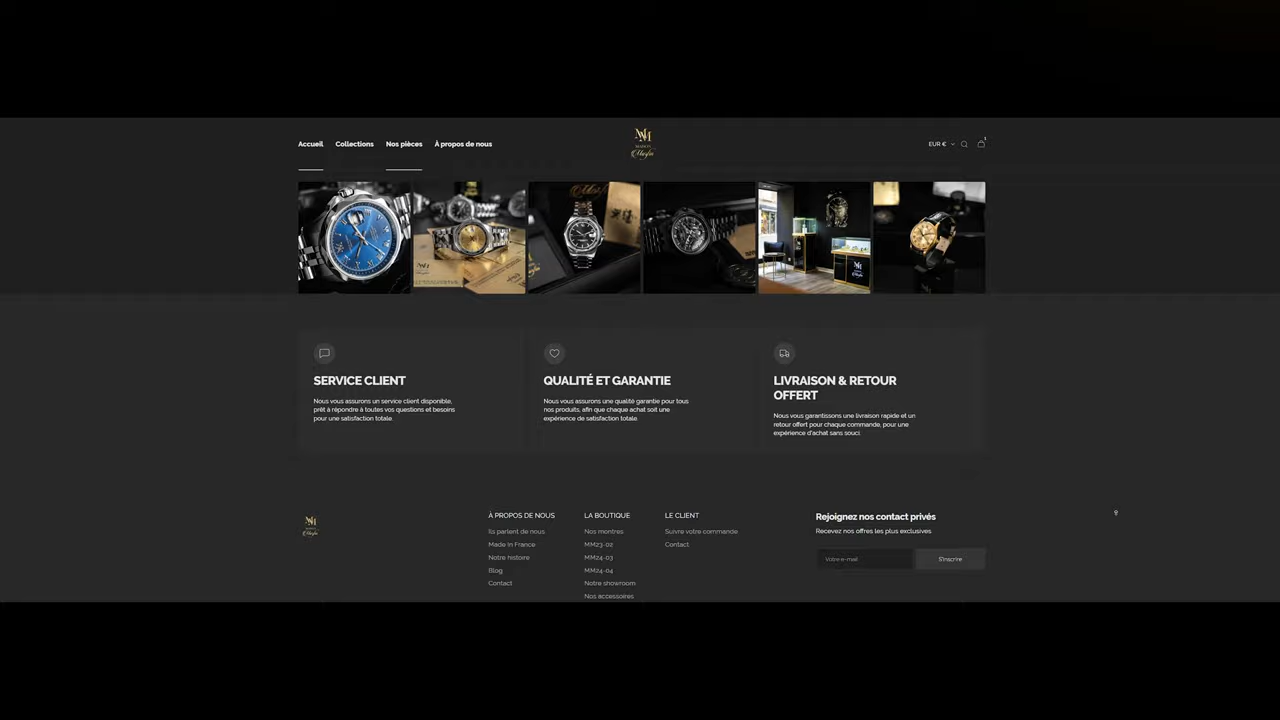 Accueil Collections Nos pièces À propos de nous
MAISON
EUR €
1
SERVICE CLIENT
Nous vous assurons un service client disponible,
prêt à répondre à toutes vos questions et besoins
pour une satisfaction totale.
QUALITÉ ET GARANTIE
Nous vous assurons une qualité garantie pour tous
nos produits, afin que chaque achat soit une
expérience de satisfaction totale.
LIVRAISON & RETOUR
OFFERT
Nous vous garantissons une livraison rapide et un
retour offert pour chaque commande, pour une
expérience d'achat sans souci.
À PROPOS DE NOUS
Ils parlent de nous
Made in France
Notre histoire
Blog
Contact
LA BOUTIQUE
Nos montres
MM23-02
MM24-03
MM24-04
Notre showroom
Nos accessoires
LE CLIENT
Suivre votre commande
Contact
Rejoignez nos contact privés
Recevez nos offres les plus exclusives
Votre e-mail
S'inscrire